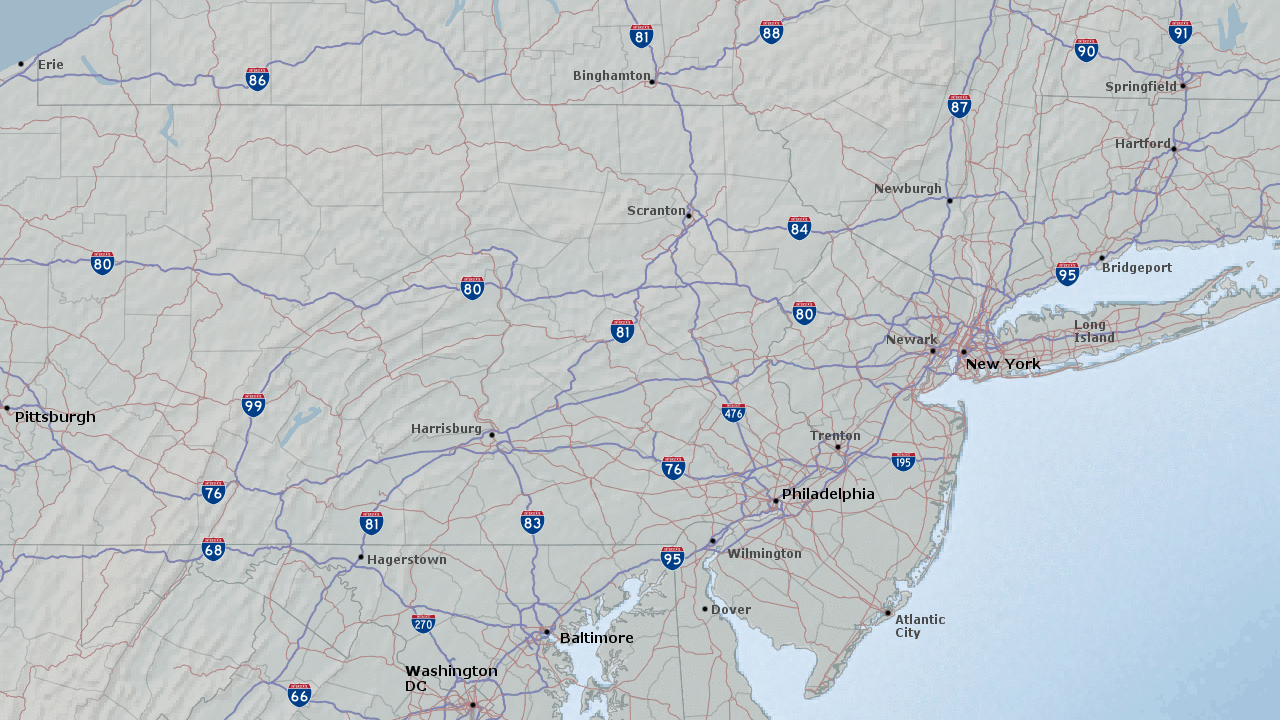 81
88
91
90
Erie
86
Binghamton
Springfield
87
Hartford
Newburgh
Scranton
84
80
Bridgeport
95
80
80
Long
Island
81
Newark
New York
99
Pittsburgh
476
Harrisburg
Trenton
195
76
76
Philadelphia
81
83
68
Hagerstown
95
Wilmington
Dover
270
Atlantic
City
Baltimore
Washington
DC
66